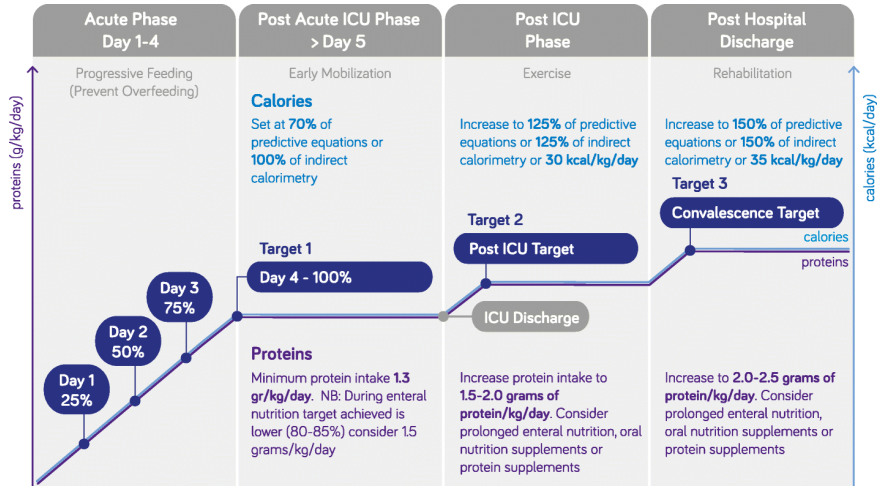 Acute Phase
Day 1-4
Post Acute ICU Phase
> Day 5
Post ICU
Phase
Post Hospital
Discharge
Progressive Feeding
(Prevent Overfeeding)
Early Mobilization
Exercise
Rehabilitation
proteins (g/kg/day)
calories (kcal/day)
Calories
Set at 70% of
predictive equations or
100% of indirect
calorimetry
Increase to 125% of predictive
equations or 125% of indirect
calorimetry or 30 kcal/kg/day
Increase to 150% of predictive
equations or 150% of indirect
calorimetry or 35 kcal/kg/day
Day 1
25%
Day 2
50%
Day 3
75%
Target 1
Day 4 - 100%
Target 2
Post ICU Target
ICU Discharge
Target 3
Convalescence Target
calories
proteins
Proteins
Minimum protein intake 1.3
gr/kg/day. NB: During enteral
nutrition target achieved is
lower (80-85%) consider 1.5
grams/kg/day
Increase protein intake to
1.5-2.0 grams of
protein/kg/day. Consider
prolonged enteral nutrition, oral
nutrition supplements or
protein supplements
Increase to 2.0-2.5 grams of
protein/kg/day. Consider
prolonged enteral nutrition,
oral nutrition supplements or
protein supplements